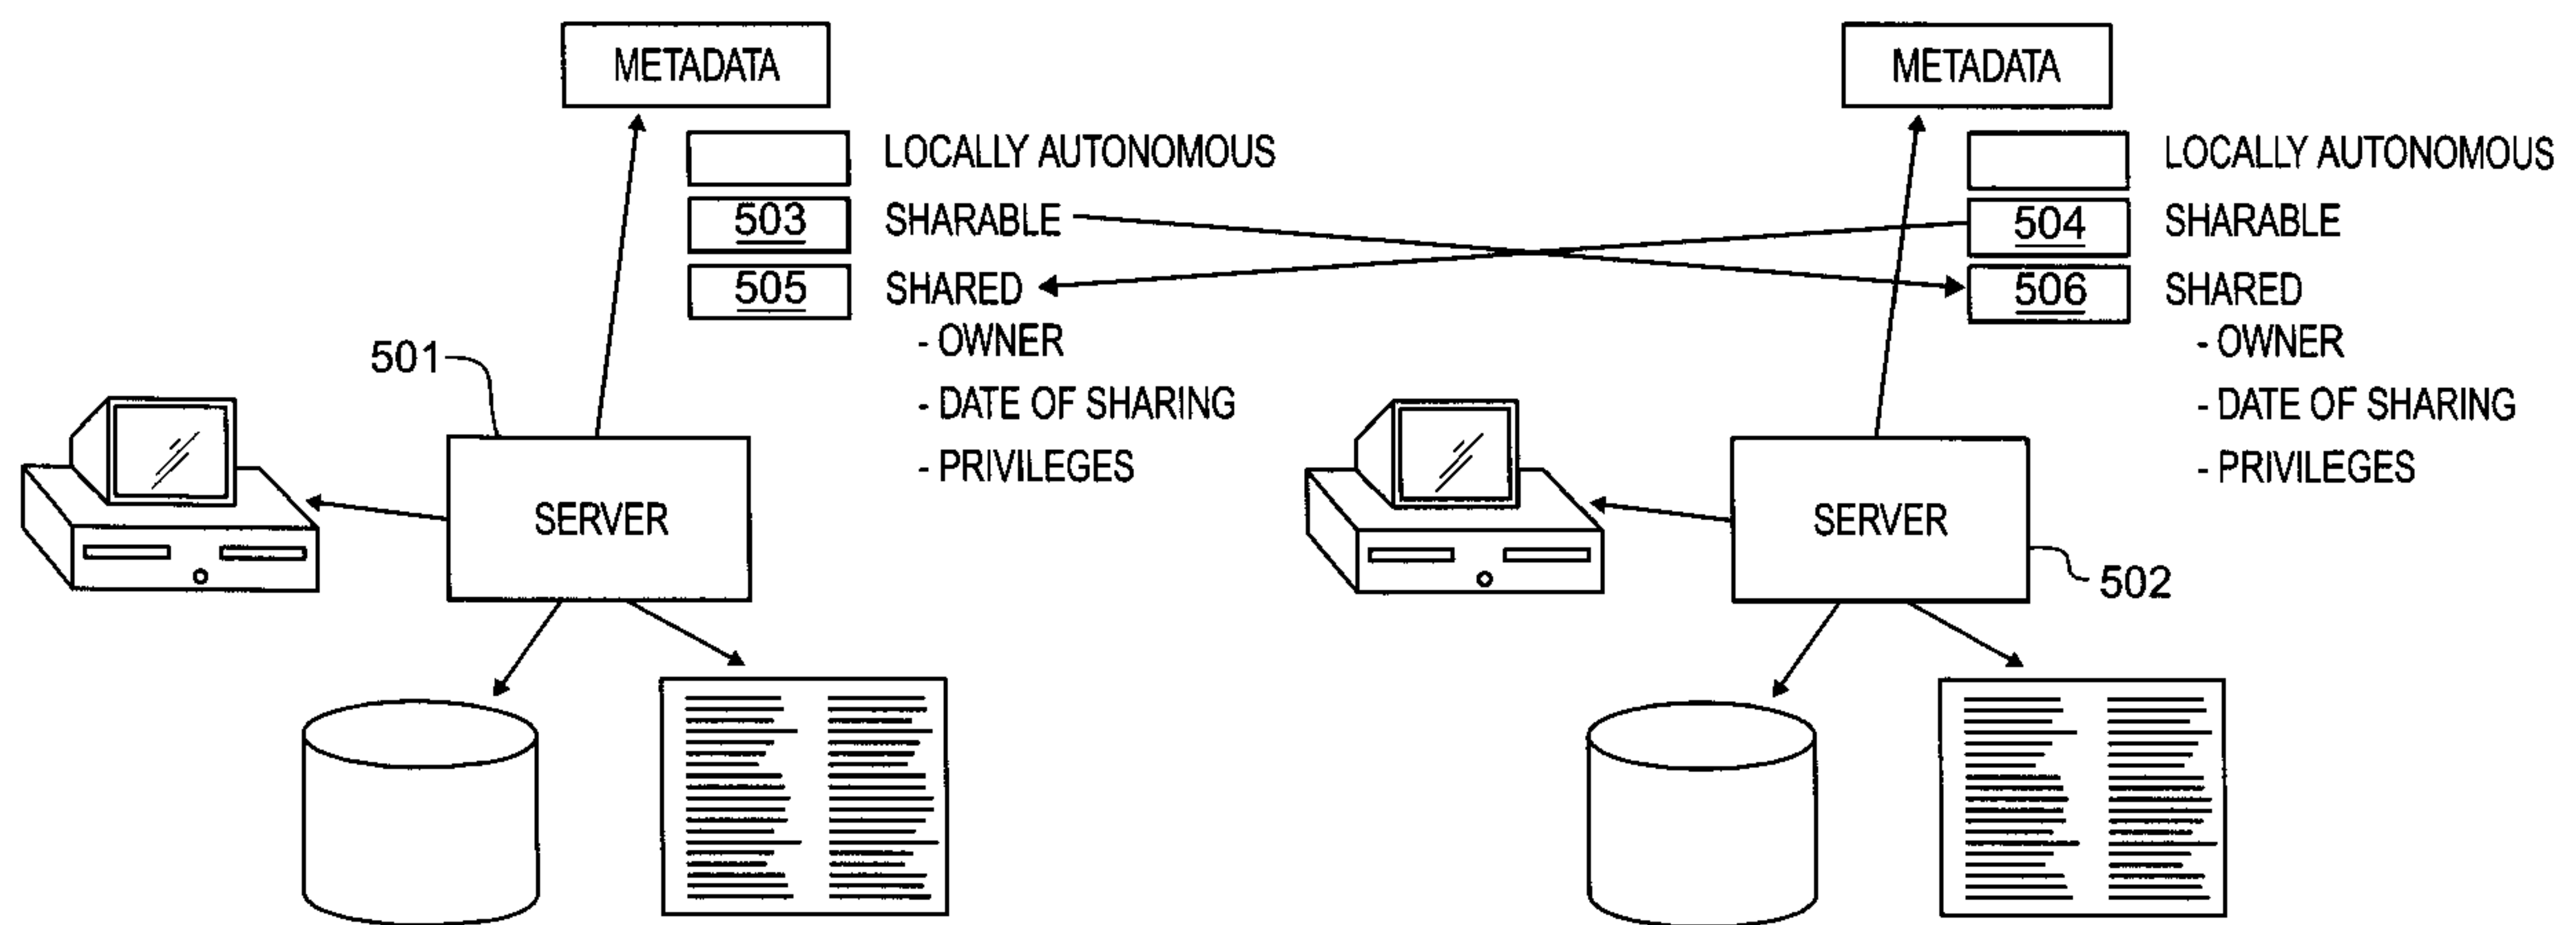 METADATA
LOCALLY AUTONOMOUS
503 SHARABLE
505 SHARED
- OWNER
- DATE OF SHARING
- PRIVILEGES
501
SERVER
METADATA
LOCALLY AUTONOMOUS
504 SHARABLE
506 SHARED
- OWNER
- DATE OF SHARING
- PRIVILEGES
SERVER
502